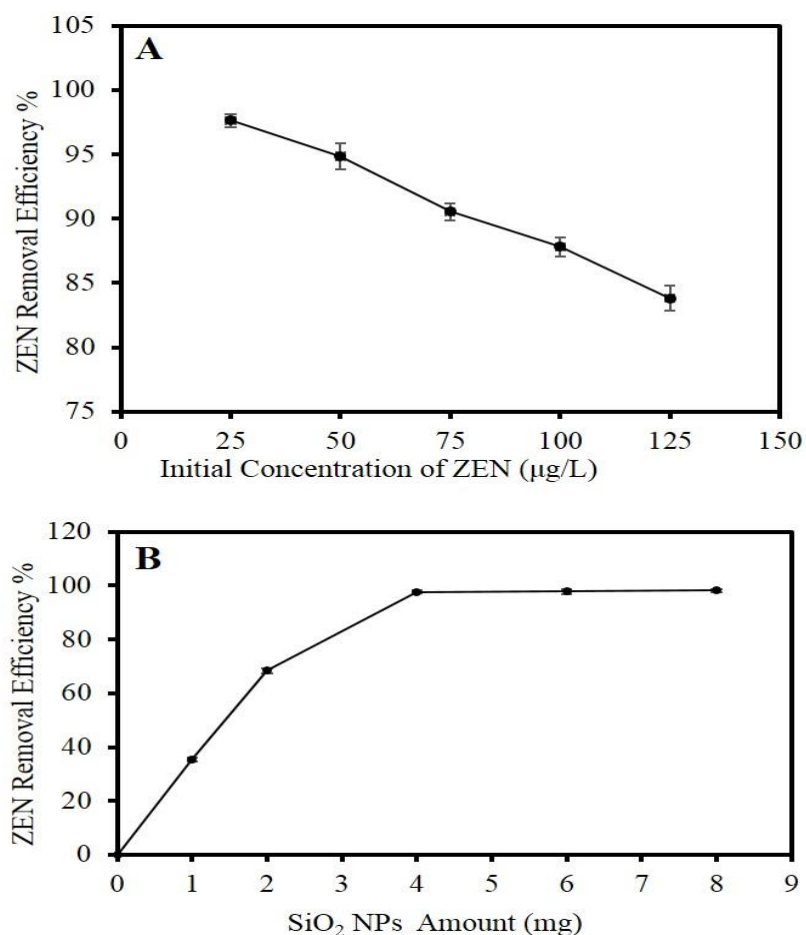 A
ZEN Removal Efficiency %
105
100
95
90
85
80
75
0 25 50 75 100 125 150
Initial Concentration of ZEN (μg/L)
B
ZEN Removal Efficiency %
120
100
80
60
40
20
0
0 1 2 3 4 5 6 7 8 9
SiO₂ NPs Amount (mg)